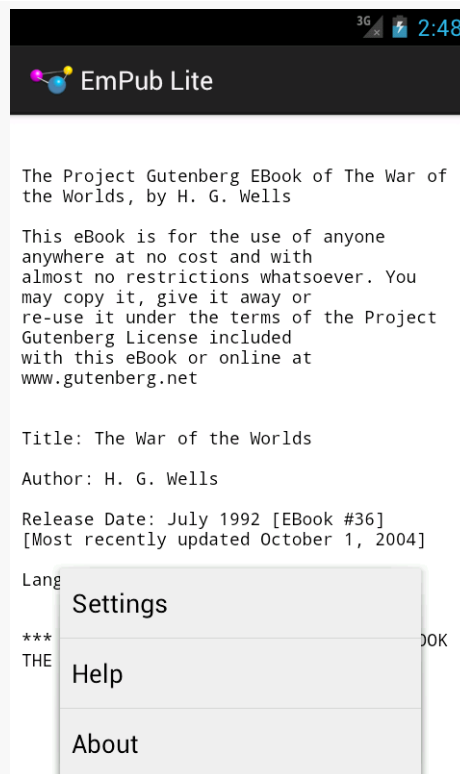 3G 2:48
EmPub Lite
The Project Gutenberg EBook of The War of
the Worlds, by H. G. Wells
This eBook is for the use of anyone
anywhere at no cost and with
almost no restrictions whatsoever. You
may copy it, give it away or
re-use it under the terms of the Project
Gutenberg License included
with this eBook or online at
www.gutenberg.net
Title: The War of the Worlds
Author: H. G. Wells
Release Date: July 1992 [EBook #36]
[Most recently updated October 1, 2004]
Lang
Settings
*** OOK
THE
Help
About